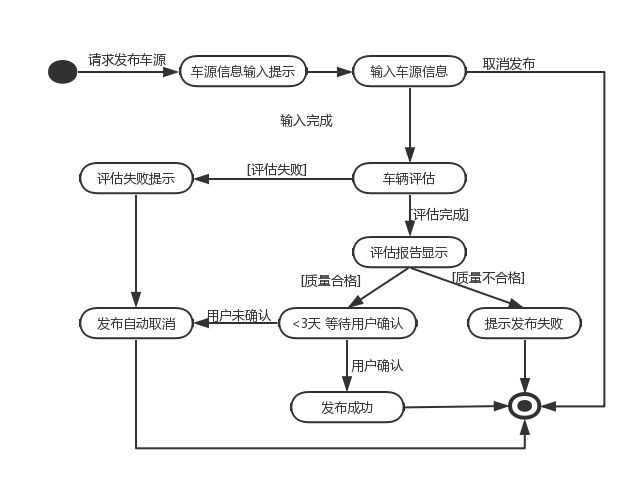 请求发布车源
车源信息输入提示
输入车源信息
取消发布
输入完成
评估失败提示
[评估失败]
车辆评估
[评估完成]
评估报告显示
[质量合格]
[质量不合格]
发布自动取消
用户未确认
<3天 等待用户确认
提示发布失败
用户确认
发布成功